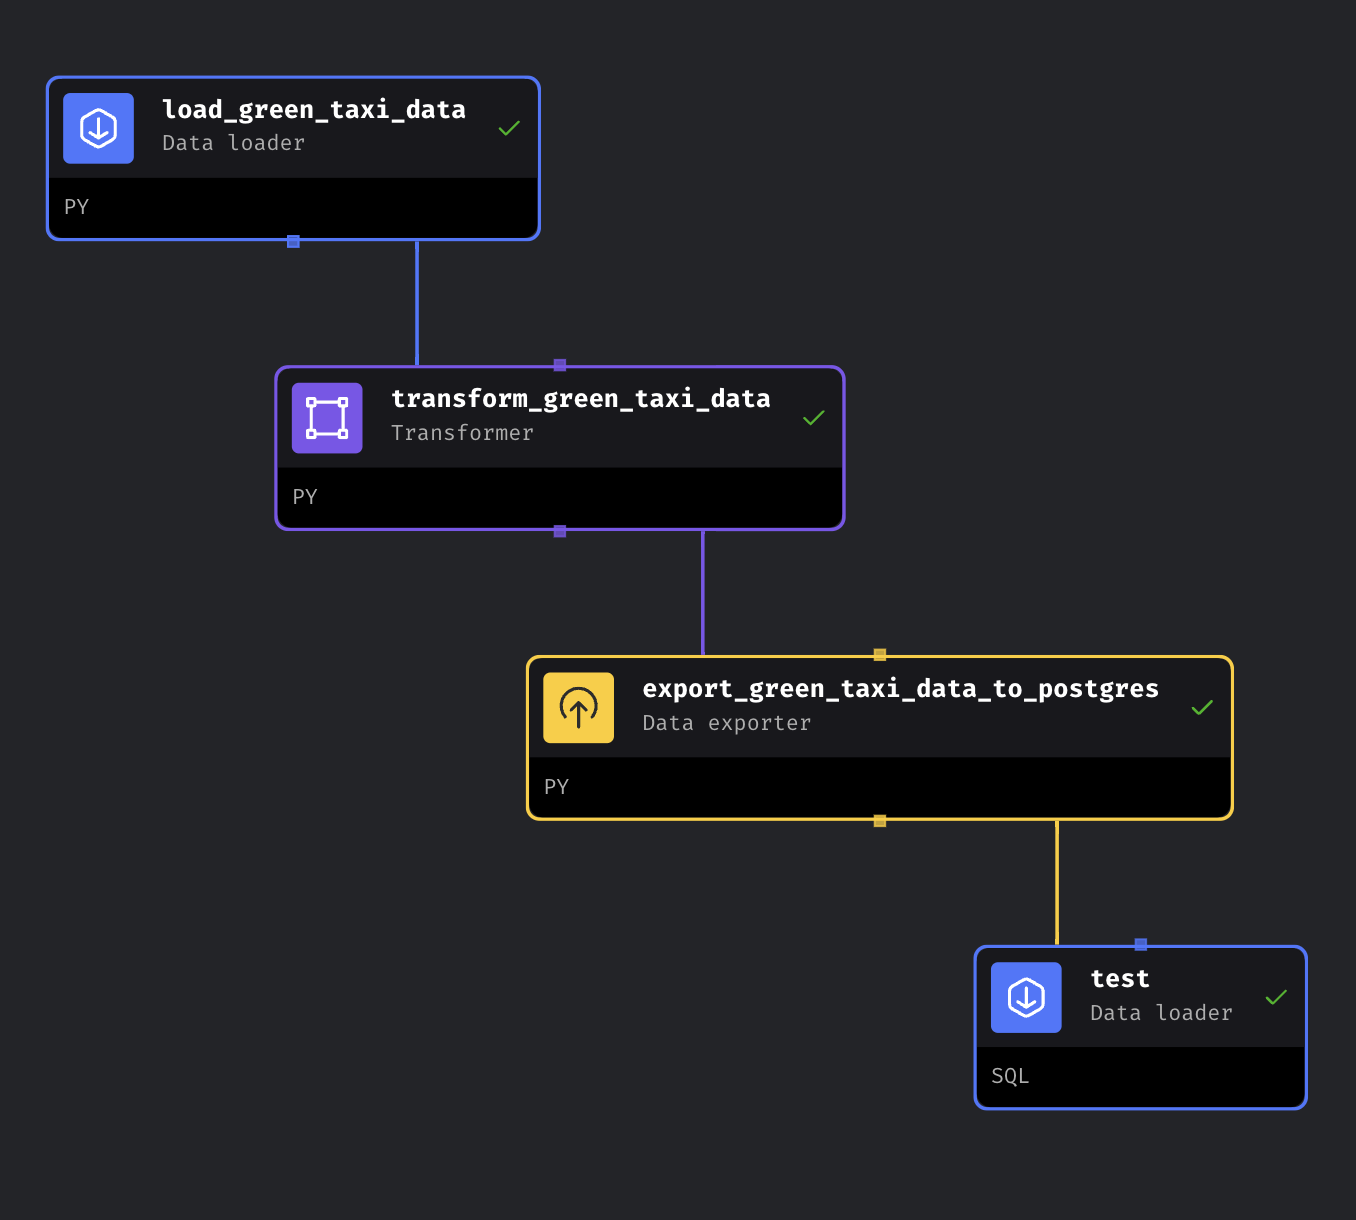 load_green_taxi_data
Data loader
PY
transform_green_taxi_data
Transformer
PY
export_green_taxi_data_to_postgres
Data exporter
PY
test
Data loader
SQL